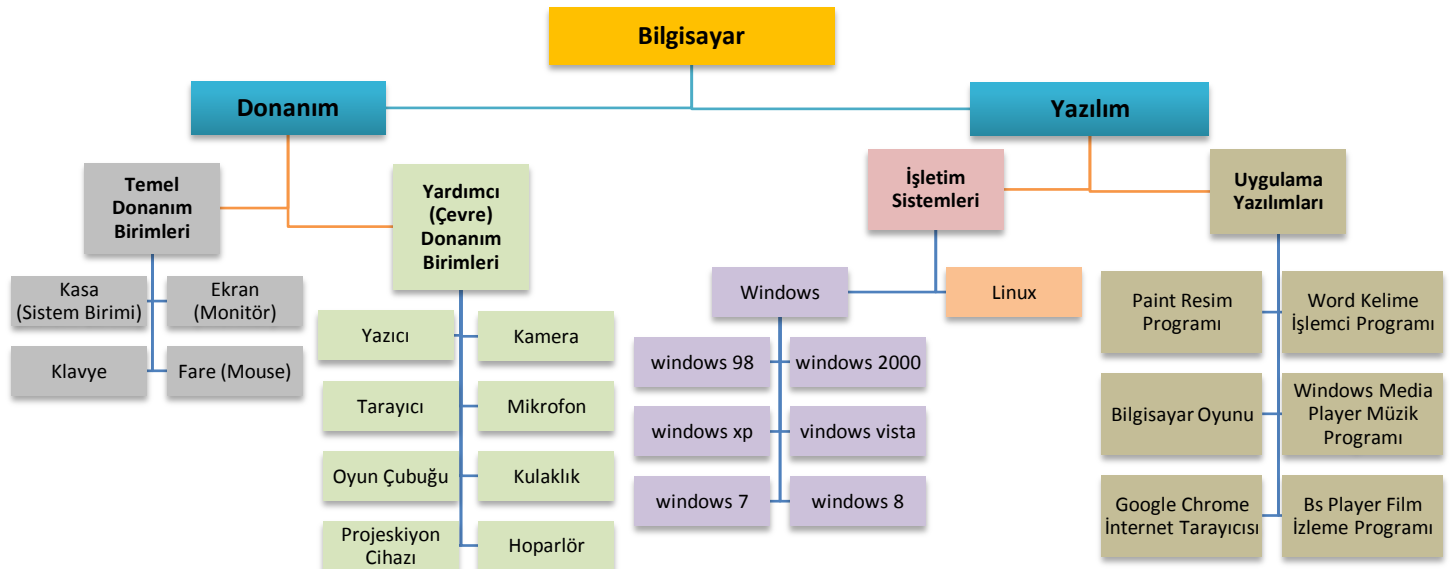 Bilgisayar
Donanım
Yazılım
Temel
Donanım
Birimleri
Yardımcı
(Çevre)
Donanım
Birimleri
İşletim
Sistemleri
Uygulama
Yazılımları
Kasa
(Sistem Birimi)
Ekran
(Monitör)
Klavye
Fare (Mouse)
Yazıcı
Kamera
Tarayıcı
Mikrofon
Oyun Çubuğu
Kulaklık
Projeskiyon
Cihazı
Hoparlör
Windows
Linux
windows 98
windows 2000
windows xp
vindows vista
windows 7
windows 8
Paint Resim
Programı
Word Kelime
İşlemci Programı
Bilgisayar Oyunu
Windows Media
Player Müzik
Programı
Google Chrome
İnternet Tarayıcısı
Bs Player Film
İzleme Programı